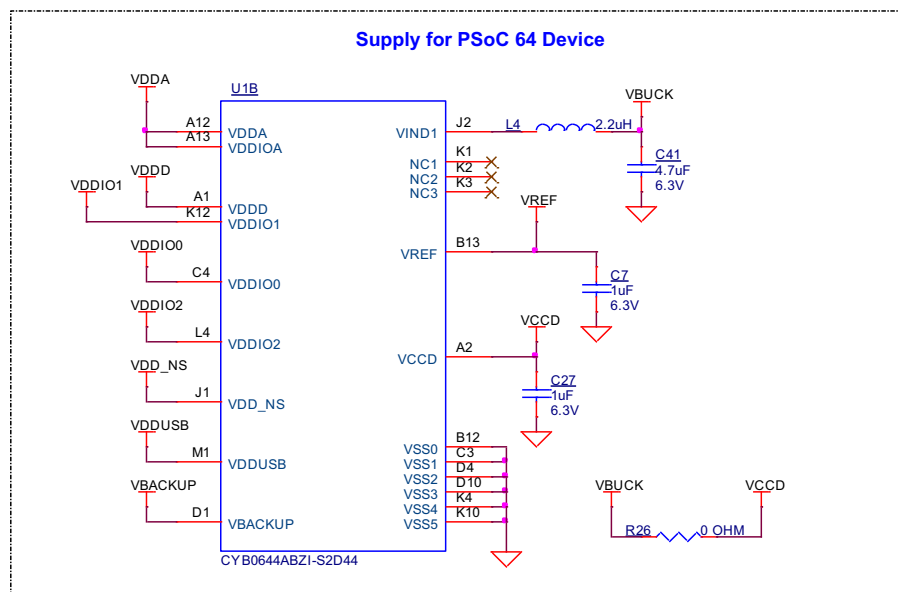 Supply for PSoC 64 Device
U1B
VDDA
A12 VDDA
A13 VDDIOA
VDDD
VDDIO1
A1 VDDD
K12 VDDIO1
VDDIO0
C4 VDDIO0
VDDIO2
L4 VDDIO2
VDD_NS
J1 VDD_NS
VDDUSB
M1 VDDUSB
VBACKUP
D1 VBACKUP
CYB0644ABZI-S2D44
VBUCK
VIND1 J2 L4 2.2uH
C41
4.7uF
6.3V
NC1 K1
NC2 K2
NC3 K3
VREF
VREF B13
C7
1uF
6.3V
VCCD
VCCD A2
C27
1uF
6.3V
VSS0 B12
VSS1 C3
VSS2 D4
VSS3 D10
VSS4 K4
VSS5 K10
VBUCK VCCD
R26 0 OHM